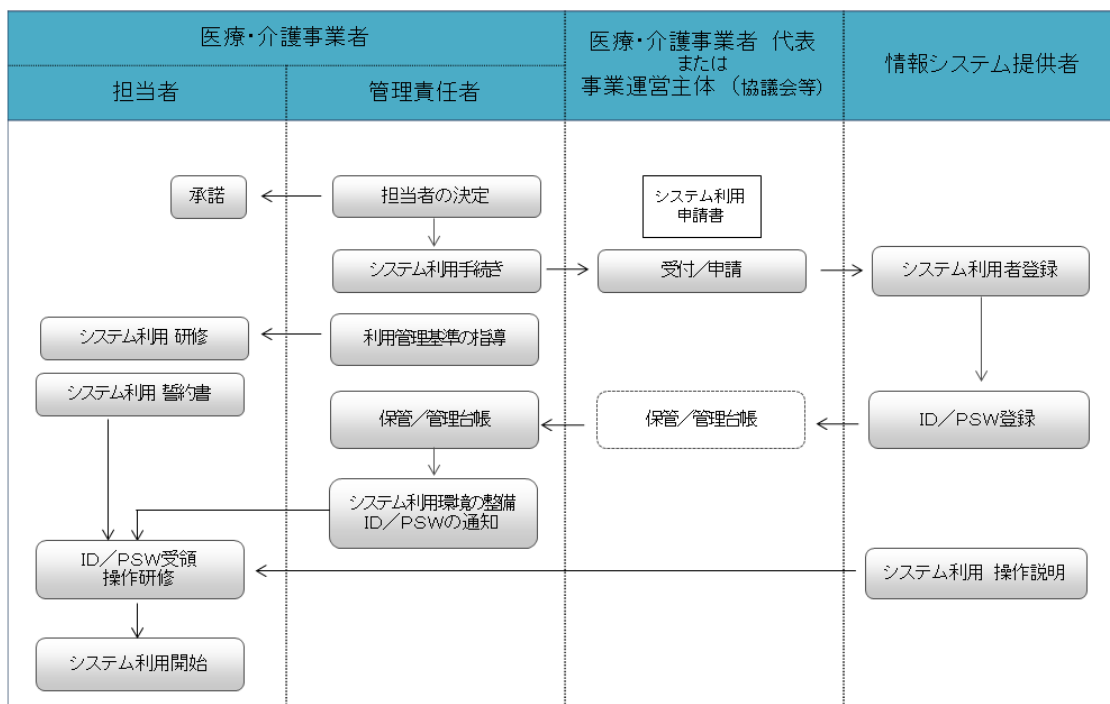 医療・介護事業者
担当者
管理責任者
医療・介護事業者 代表
または
事業運営主体 (協議会等)
情報システム提供者
承諾
担当者の決定
システム利用
申請書
システム利用手続き
受付／申請
システム利用者登録
システム利用 研修
利用管理基準の指導
システム利用 誓約書
保管／管理台帳
保管／管理台帳
ID／PSW登録
システム利用環境の整備
ID／PSWの通知
ID／PSW受領
操作研修
システム利用 操作説明
システム利用開始